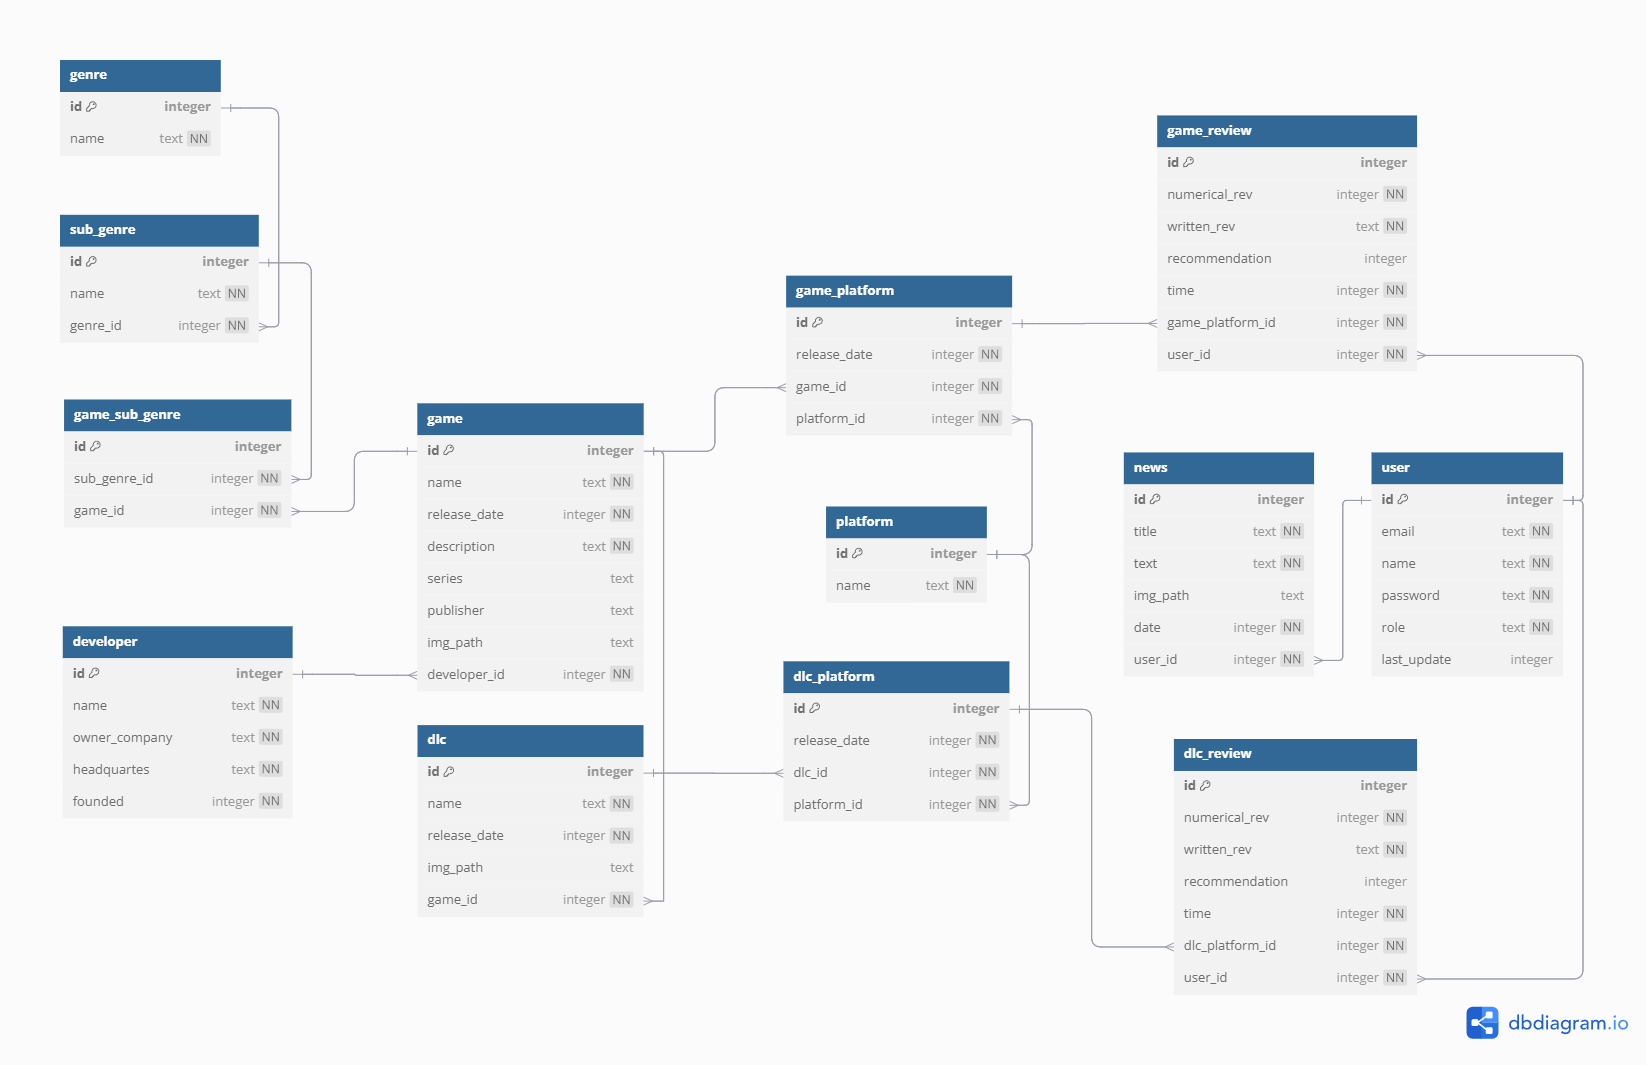 genre
id integer
name text NN
sub_genre
id integer
name text NN
genre_id integer NN
game_sub_genre
id integer
sub_genre_id integer NN
game_id integer NN
developer
id integer
name text NN
owner_company text NN
headquartes text NN
founded integer NN
game
id integer
name text NN
release_date integer NN
description text NN
series text
publisher text
img_path text
developer_id integer NN
dlc
id integer
name text NN
release_date integer NN
img_path text
game_id integer NN
game_platform
id integer
release_date integer NN
game_id integer NN
platform_id integer NN
platform
id integer
name text NN
dlc_platform
id integer
release_date integer NN
dlc_id integer NN
platform_id integer NN
game_review
id integer
numerical_rev integer NN
written_rev text NN
recommendation integer
time integer NN
game_platform_id integer NN
user_id integer NN
news
id integer
title text NN
text text NN
img_path text
date integer NN
user_id integer NN
user
id integer
email text NN
name text NN
password text NN
role text NN
last_update integer
dlc_review
id integer
numerical_rev integer NN
written_rev text NN
recommendation integer
time integer NN
dlc_platform_id integer NN
user_id integer NN
dbdiagram.io